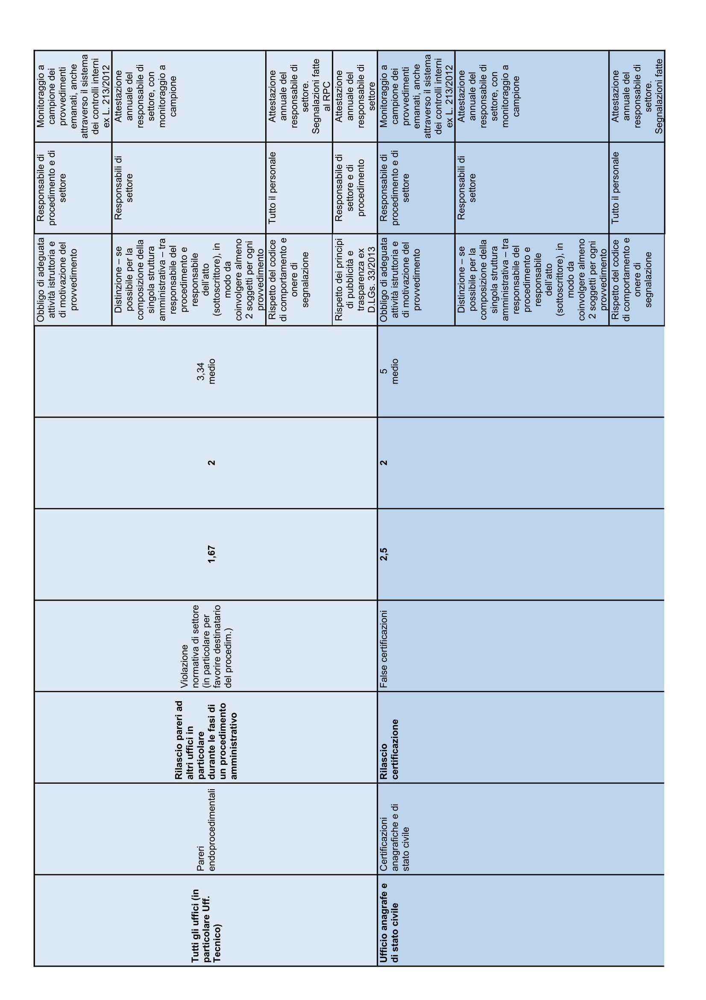 Tutti gli uffici (in
particolare Uff.
Tecnico)
Pareri
endoprocedimentali
Rilascio pareri ad
altri uffici in
particolare
durante le fasi di
un procedimento
amministrativo
Violazione
normativa di settore
(in particolare per
favorire destinatario
del procedim.)
1,67
2
3,34
medio
Obbligo di adeguata
attività istruttoria e
di motivazione del
provvedimento
Responsabile di
procedimento e di
settore
Monitoraggio a
campione dei
provvedimenti
emanati, anche
attraverso il sistema
dei controlli interni
ex L. 213/2012
Distinzione – se
possibile per la
composizione della
singola struttura
amministrativa – tra
responsabile del
procedimento e
responsabile
dell’atto
(sottoscrittore), in
modo da
coinvolgere almeno
2 soggetti per ogni
provvedimento
Responsabili di
settore
Attestazione
annuale del
responsabile di
settore, con
monitoraggio a
campione
Rispetto del codice
di comportamento e
onere di
segnalazione
Tutto il personale
Attestazione
annuale del
responsabile di
settore.
Segnalazioni fatte
al RPC
Rispetto dei principi
di pubblicità e
trasparenza ex
D.LGs. 33/2013
Responsabile di
settore e di
procedimento
Attestazione
annuale del
responsabile di
settore
Ufficio anagrafe e
di stato civile
Certificazioni
anagrafiche e di
stato civile
Rilascio
certificazione
False certificazioni
2,5
2
5
medio
Obbligo di adeguata
attività istruttoria e
di motivazione del
provvedimento
Responsabile di
procedimento e di
settore
Monitoraggio a
campione dei
provvedimenti
emanati, anche
attraverso il sistema
dei controlli interni
ex L. 213/2012
Distinzione – se
possibile per la
composizione della
singola struttura
amministrativa – tra
responsabile del
procedimento e
responsabile
dell’atto
(sottoscrittore), in
modo da
coinvolgere almeno
2 soggetti per ogni
provvedimento
Responsabili di
settore
Attestazione
annuale del
responsabile di
settore, con
monitoraggio a
campione
Rispetto del codice
di comportamento e
onere di
segnalazione
Tutto il personale
Attestazione
annuale del
responsabile di
settore.
Segnalazioni fatte